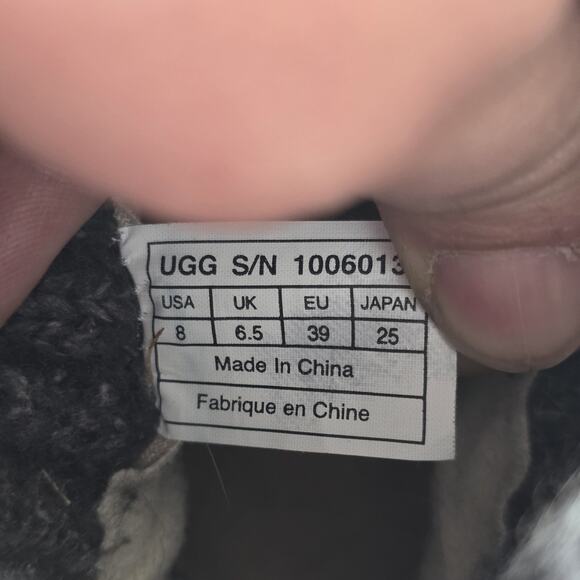 UGG S/N 1006013
USA UK EU JAPAN
8 6.5 39 25
Made In China
Fabrique en Chine